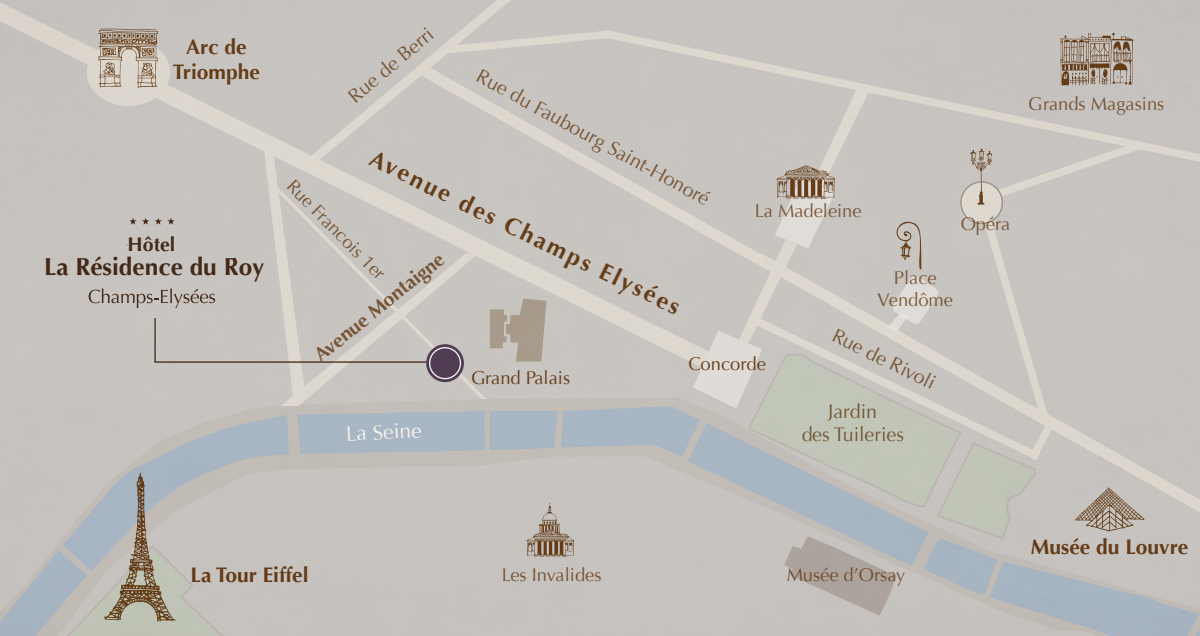 Arc de
Triomphe
Rue de Berri
Grands Magasins
Rue du Faubourg Saint-Honoré
Avenue des Champs Elysées
La Madeleine
Opéra
Rue Francois 1er
★ ★ ★ ★
Hôtel
La Résidence du Roy
Champs-Elysées
Avenue Montaigne
Place
Vendôme
Grand Palais
Concorde
Rue de Rivoli
La Seine
Jardin
des Tuileries
La Tour Eiffel
Les Invalides
Musée d'Orsay
Musée du Louvre